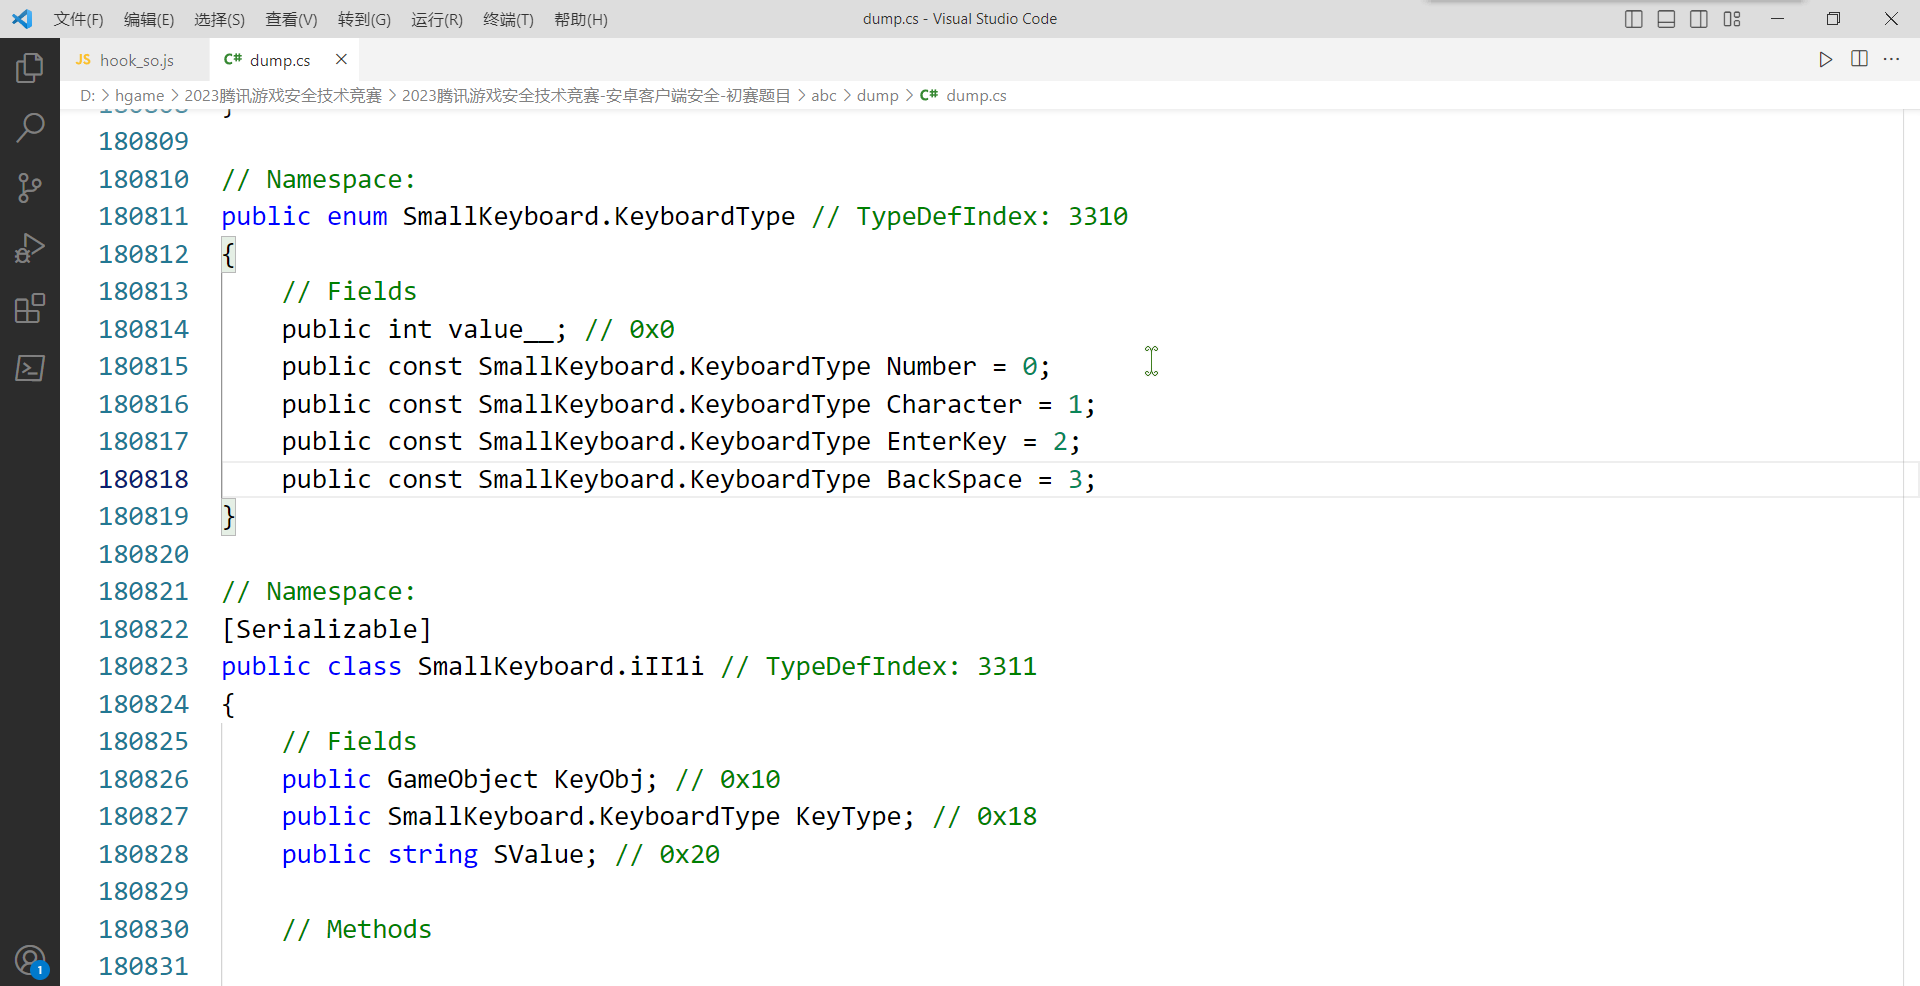 文件(F) 编辑(E) 选择(S) 查看(V) 转到(G) 运行(R) 终端(T) 帮助(H) dump.cs - Visual Studio Code
JS hook_so.js C# dump.cs
D: > hgame > 2023腾讯游戏安全技术竞赛 > 2023腾讯游戏安全技术竞赛-安卓客户端安全-初赛题目 > abc > dump > C# dump.cs
180808 }
180809
180810 // Namespace:
180811 public enum SmallKeyboard.KeyboardType // TypeDefIndex: 3310
180812 {
180813 // Fields
180814 public int value__; // 0x0
180815 public const SmallKeyboard.KeyboardType Number = 0;
180816 public const SmallKeyboard.KeyboardType Character = 1;
180817 public const SmallKeyboard.KeyboardType EnterKey = 2;
180818 public const SmallKeyboard.KeyboardType BackSpace = 3;
180819 }
180820
180821 // Namespace:
180822 [Serializable]
180823 public class SmallKeyboard.iII1i // TypeDefIndex: 3311
180824 {
180825 // Fields
180826 public GameObject KeyObj; // 0x10
180827 public SmallKeyboard.KeyboardType KeyType; // 0x18
180828 public string SValue; // 0x20
180829
180830 // Methods
180831
1